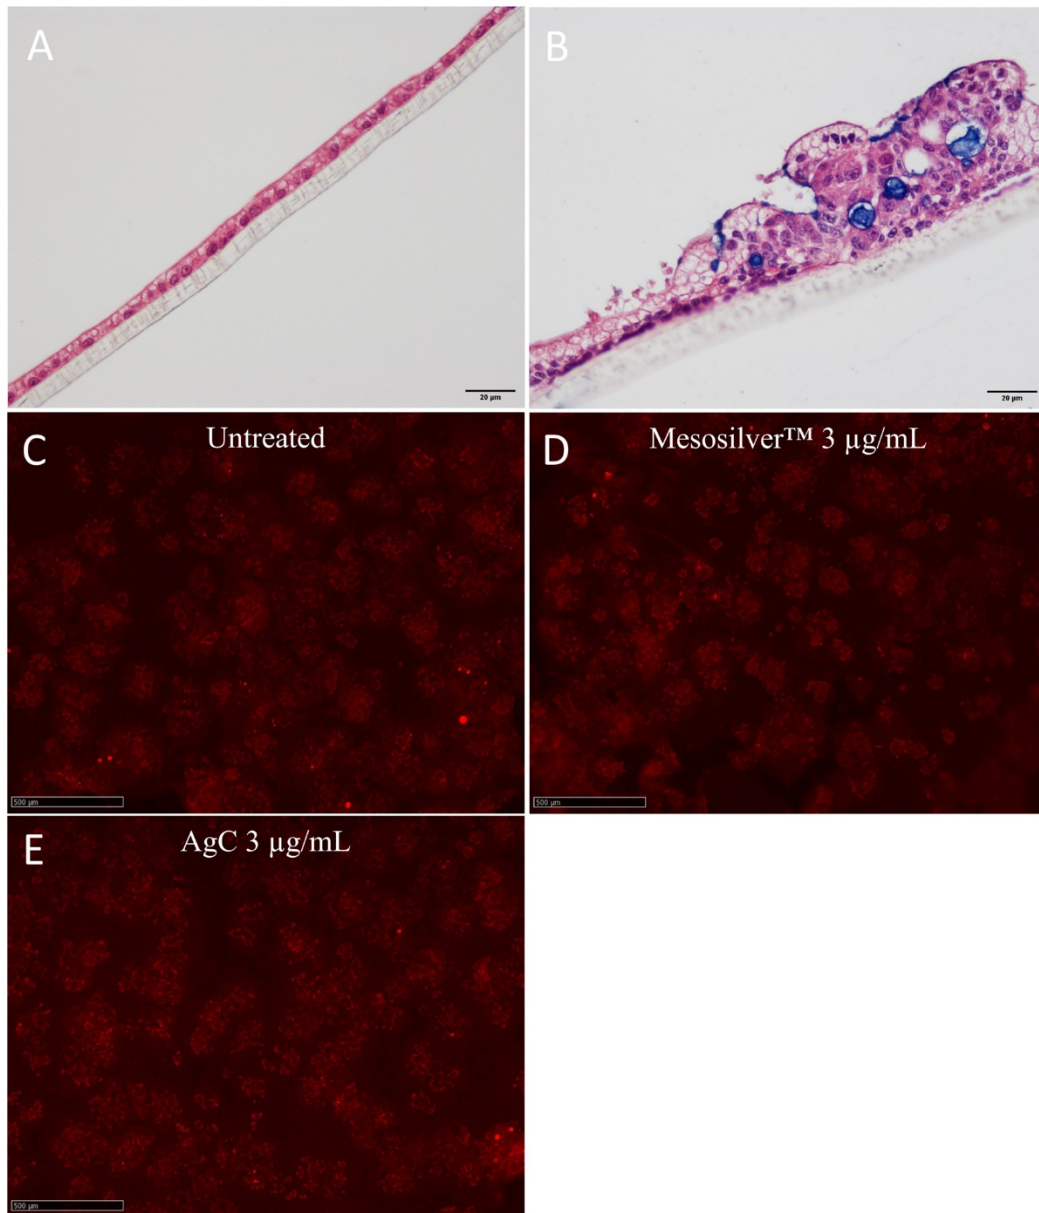 A
B
20 µm
20 µm
C
Untreated
D
Mesosilver™ 3 µg/mL
500 µm
500 µm
E
AgC 3 µg/mL
500 µm